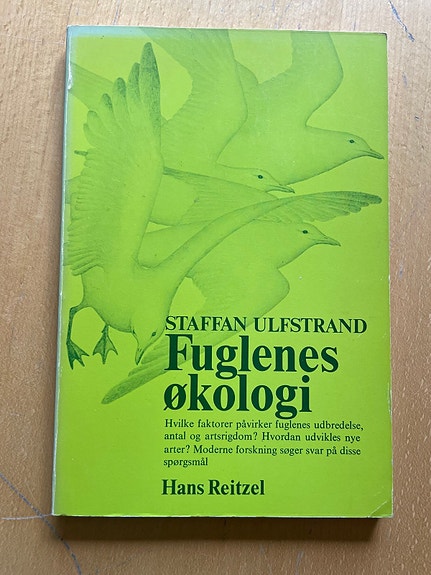 STAFFAN ULFSTRAND
Fuglenes
økologi
Hvilke faktorer påvirker fuglenes udbredelse,
antal og artsrigdom? Hvordan udvikles nye
arter? Moderne forskning søger svar på disse
spørgsmål
Hans Reitzel